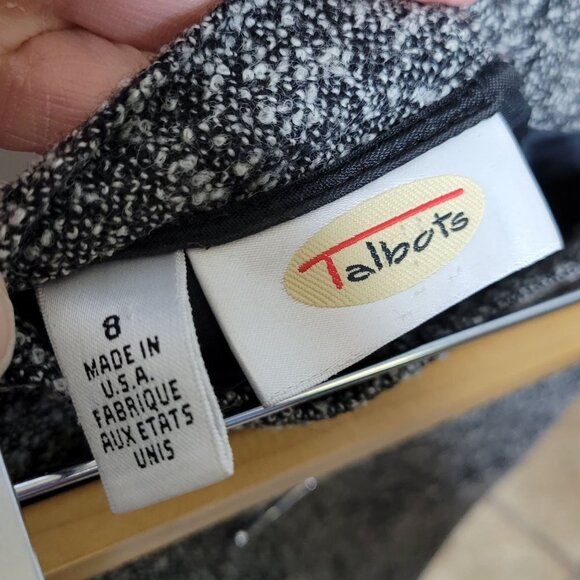 Talbots
8
MADE IN
U.S.A.
FABRIQUE
AUX ETATS
UNIS